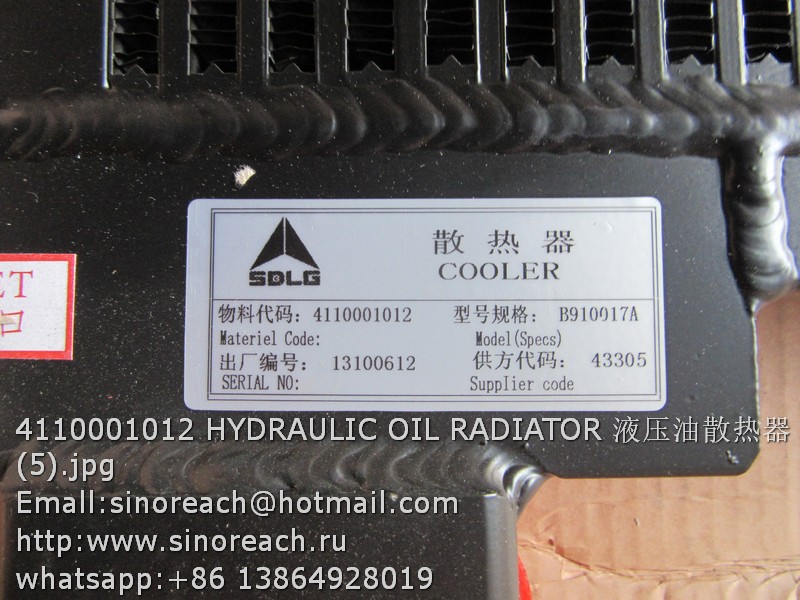 散热器
COOLER
SDLG
物料代码: 4110001012 型号规格: B910017A
Materiel Code: Model(Specs)
出厂编号: 13100612 供方代码: 43305
SERIAL NO: Supplier code
ET
4110001012 HYDRAULIC OIL RADIATOR 液压油散热器
(5).jpg
Emall:sinoreach@hotmail.com
http:www.sinoreach.ru
whatsapp:+86 13864928019